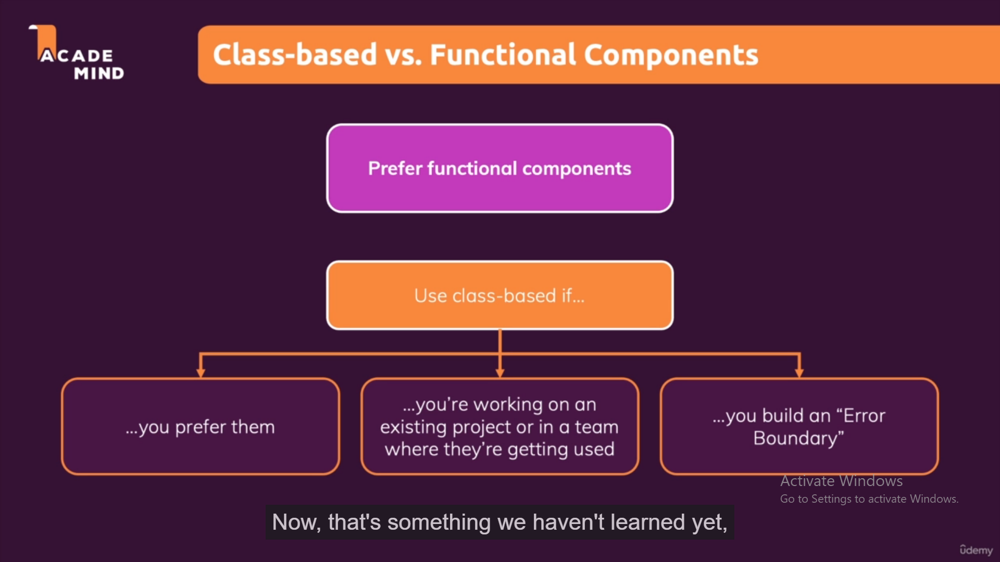 ACADE
MIND
Class-based vs. Functional Components
Prefer functional components
Use class-based if...
...you prefer them
...you’re working on an
existing project or in a team
where they’re getting used
...you build an “Error
Boundary”
Activate Windows
Go to Settings to activate Windows.
Now, that's something we haven't learned yet,
ûdemy